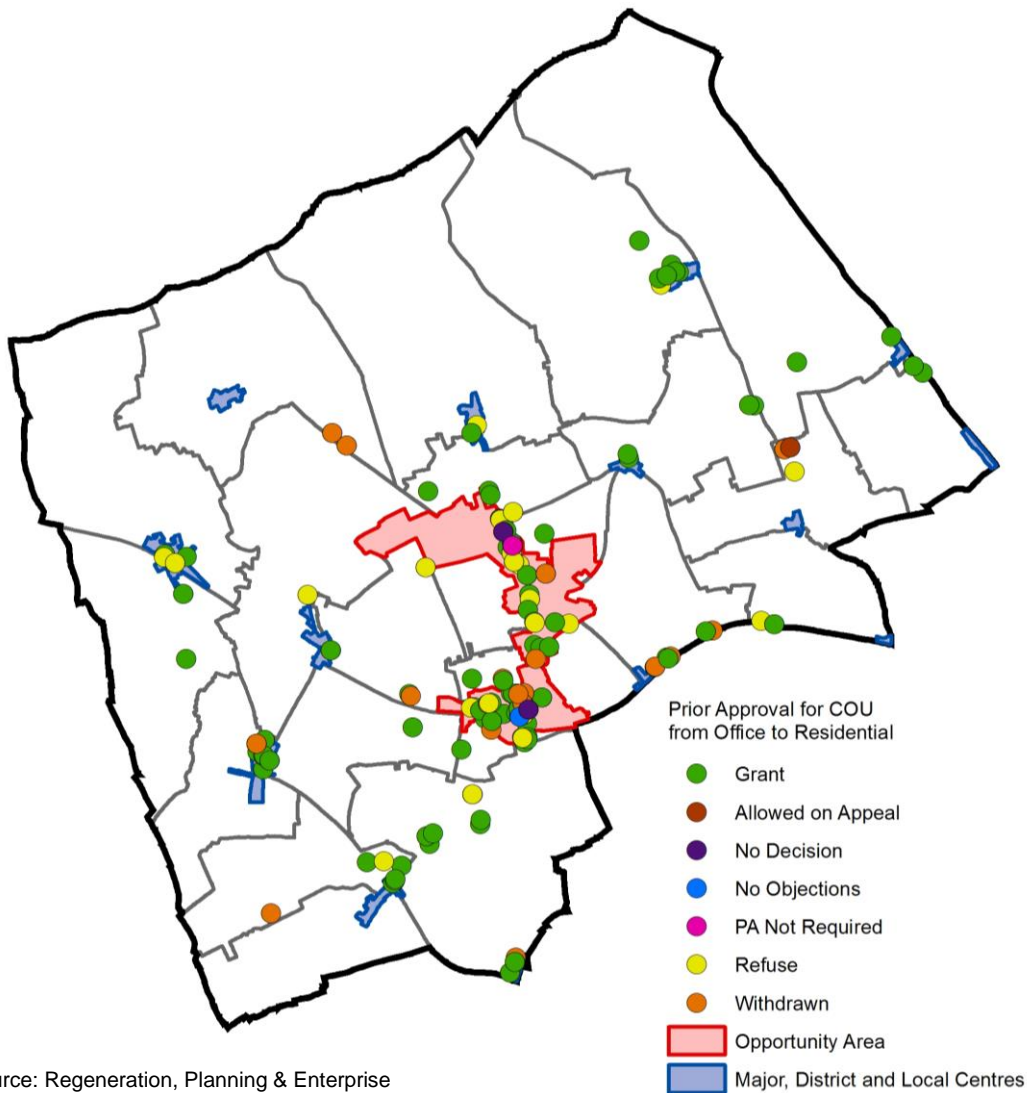 Prior Approval for COU
from Office to Residential
Grant
Allowed on Appeal
No Decision
No Objections
PA Not Required
Refuse
Withdrawn
Opportunity Area
Major, District and Local Centres
urce: Regeneration, Planning & Enterprise